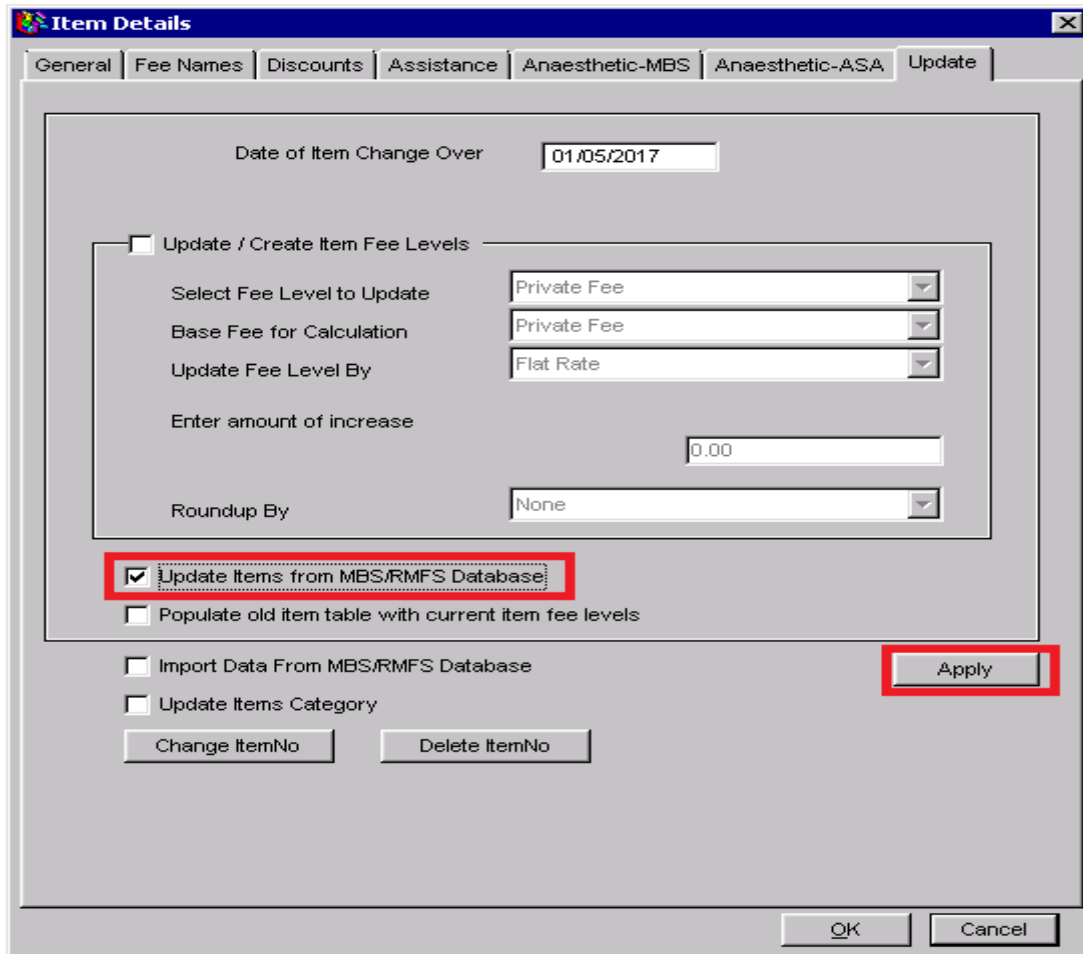 Item Details
General Fee Names Discounts Assistance Anaesthetic-MBS Anaesthetic-ASA Update
Date of Item Change Over 01/05/2017
Update / Create Item Fee Levels
Select Fee Level to Update Private Fee
Base Fee for Calculation Private Fee
Update Fee Level By Flat Rate
Enter amount of increase
0.00
Roundup By None
Update Items from MBS/RMFS Database
Populate old item table with current item fee levels
Import Data From MBS/RMFS Database Apply
Update Items Category
Change ItemNo Delete ItemNo
OK Cancel